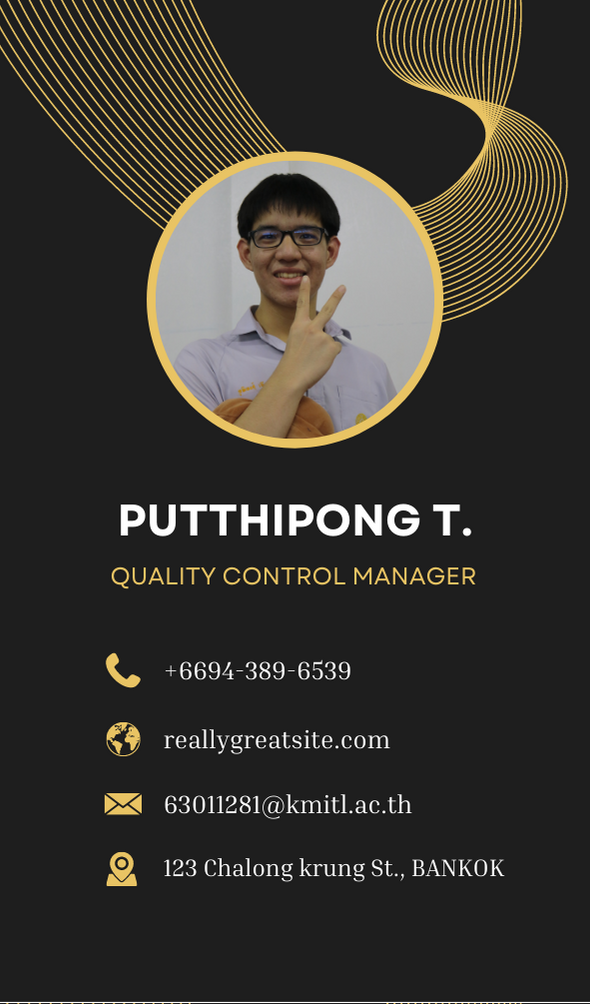 PUTTHIPONG T.
QUALITY CONTROL MANAGER
+6694-389-6539
reallygreatsite.com
63011281@kmitl.ac.th
123 Chalong krung St., BANKOK